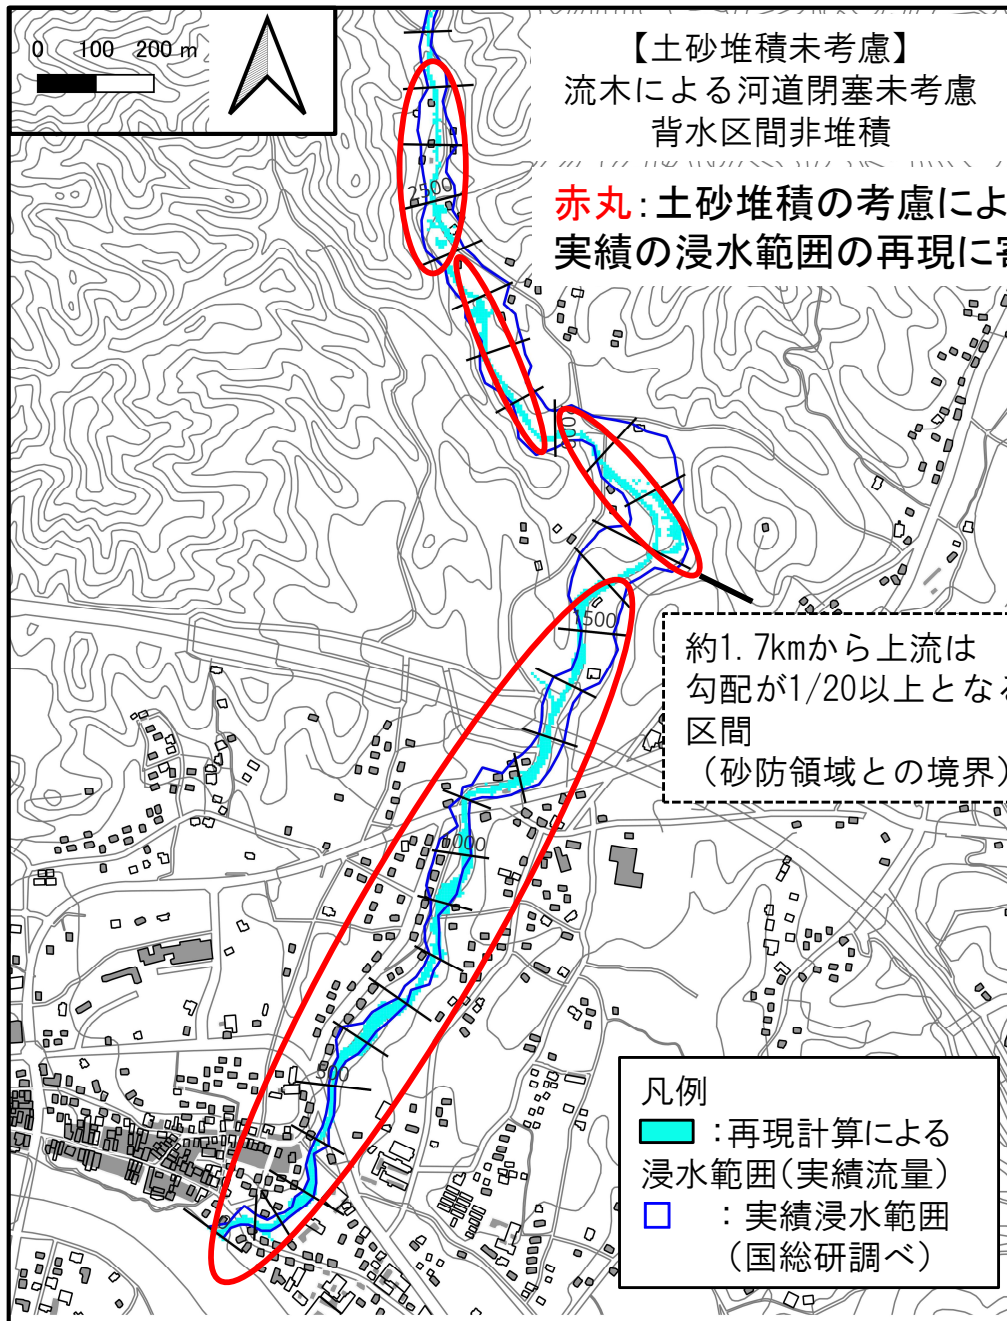 0 100 200 m
【土砂堆積未考慮】
流木による河道閉塞未考慮
背水区間非堆積
赤丸:土砂堆積の考慮によ
実績の浸水範囲の再現に
2500
1500
約1.7kmから上流は
勾配が1/20以上となる
区間
(砂防領域との境界)
1000
500
凡例
:再現計算による
浸水範囲(実績流量)
:実績浸水範囲
(国総研調べ)